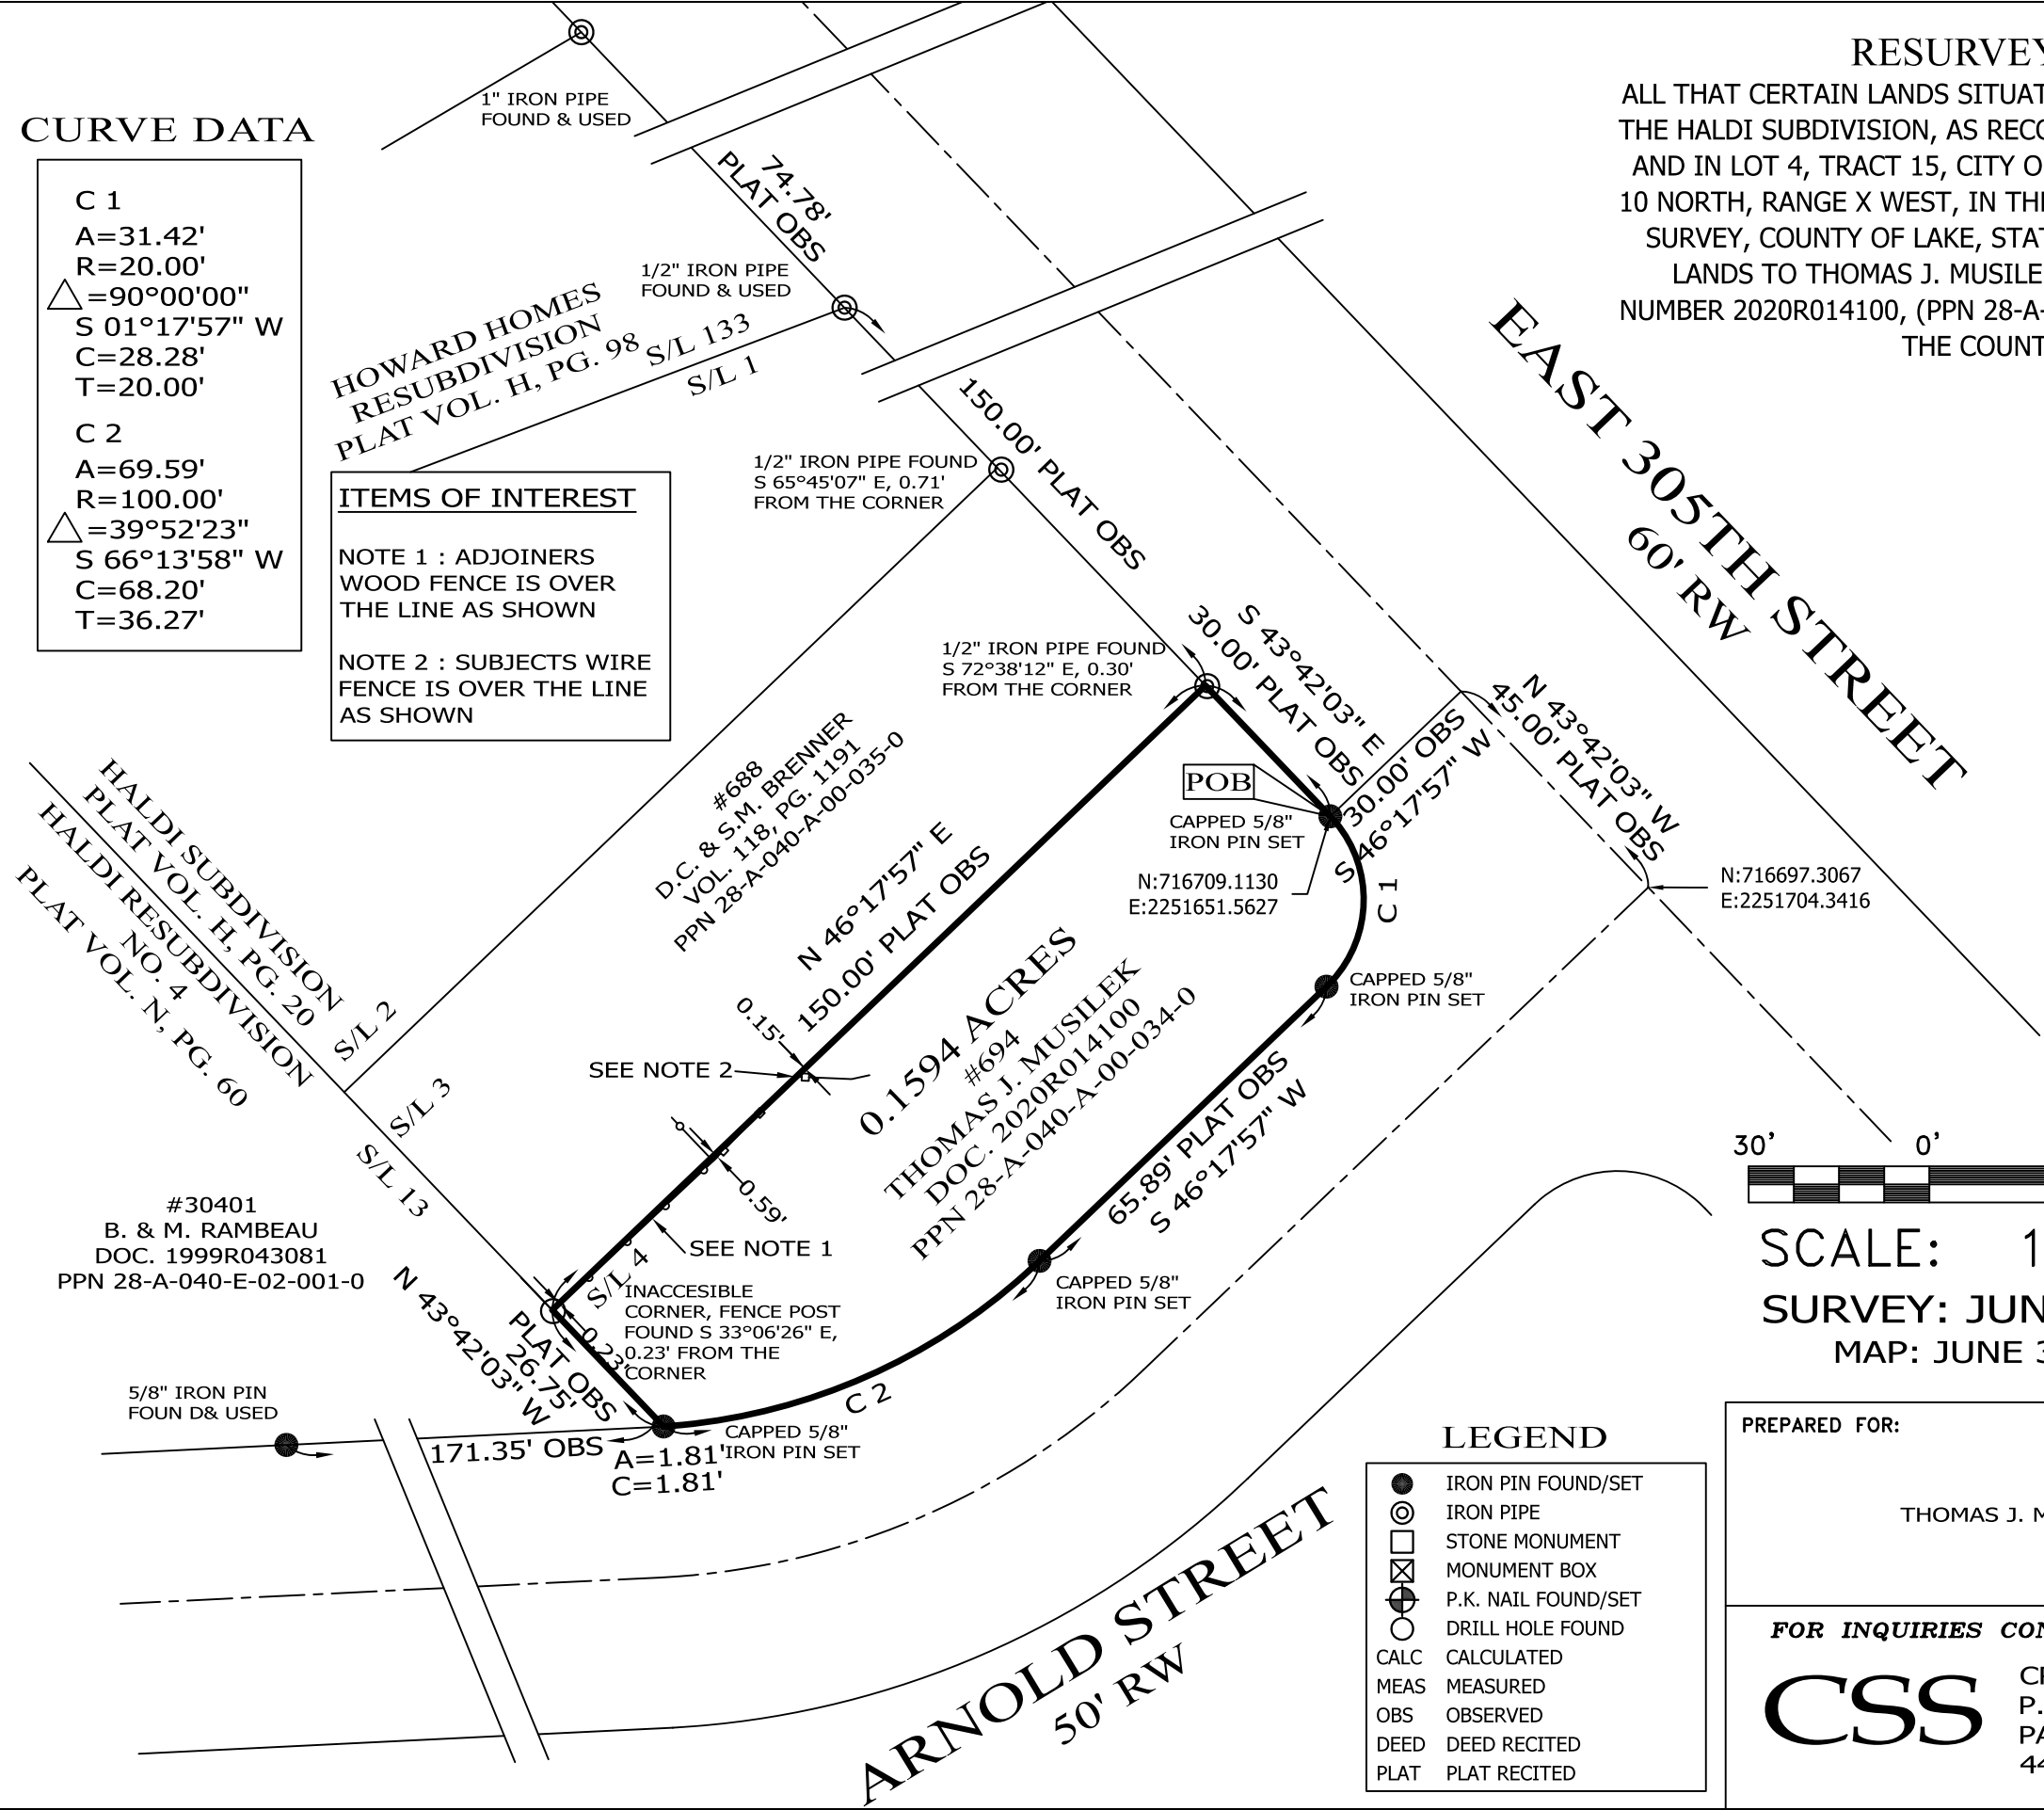 CURVE DATA
C 1
A=31.42'
R=20.00'
△=90°00'00"
S 01°17'57" W
C=28.28'
T=20.00'
C 2
A=69.59'
R=100.00'
△=39°52'23"
S 66°13'58" W
C=68.20'
T=36.27'
1" IRON PIPE
FOUND & USED
74.78'
PLAT OBS
1/2" IRON PIPE
FOUND & USED
HOWARD HOMES
RESUBDIVISION
PLAT VOL. H, PG. 98
S/L 133
S/L 1
ITEMS OF INTEREST
NOTE 1 : ADJOINERS
WOOD FENCE IS OVER
THE LINE AS SHOWN
NOTE 2 : SUBJECTS WIRE
FENCE IS OVER THE LINE
AS SHOWN
150.00' PLAT OBS
1/2" IRON PIPE FOUND
S 65°45'07" E, 0.71'
FROM THE CORNER
1/2" IRON PIPE FOUND
S 72°38'12" E, 0.30'
FROM THE CORNER
RESURVEY
ALL THAT CERTAIN LANDS SITUAT
THE HALDI SUBDIVISION, AS RECO
AND IN LOT 4, TRACT 15, CITY O
10 NORTH, RANGE X WEST, IN THE
SURVEY, COUNTY OF LAKE, STAT
LANDS TO THOMAS J. MUSILE
NUMBER 2020R014100, (PPN 28-A-
THE COUNT
EAST 305TH STREET
60' RW
S 43°42'03" E
30.00' PLAT OBS
30.00' OBS
S 46°17'57" W
N 43°42'03" W
45.00' PLAT OBS
POB
CAPPED 5/8"
IRON PIN SET
N:716709.1130
E:2251651.5627
N:716697.3067
E:2251704.3416
C 1
CAPPED 5/8"
IRON PIN SET
#688
D.C. & S.M. BRENNER
VOL. 118, PG. 1191
PPN 28-A-040-A-00-035-0
N 46°17'57" E
150.00' PLAT OBS
HALDI SUBDIVISION
PLAT VOL. H, PG. 20
HALDI RESUBDIVISION
NO. 4
PLAT VOL. N, PG. 60
S/L 2
S/L 3
S/L 13
0.15'
SEE NOTE 2
0.59'
SEE NOTE 1
S/L 4
0.1594 ACRES
#694
THOMAS J. MUSILEK
DOC. 2020R014100
PPN 28-A-040-A-00-034-0
65.89' PLAT OBS
S 46°17'57" W
#30401
B. & M. RAMBEAU
DOC. 1999R043081
PPN 28-A-040-E-02-001-0
INACCESIBLE
CORNER, FENCE POST
FOUND S 33°06'26" E,
0.23' FROM THE
CORNER
0.23'
PLAT OBS
26.75'
N 43°42'03" W
CAPPED 5/8"
IRON PIN SET
C 2
5/8" IRON PIN
FOUN D& USED
171.35' OBS
A=1.81'
C=1.81'
CAPPED 5/8"
IRON PIN SET
ARNOLD STREET
50' RW
30'
0'
SCALE: 1
SURVEY: JUN
MAP: JUNE 3
LEGEND
IRON PIN FOUND/SET
IRON PIPE
STONE MONUMENT
MONUMENT BOX
P.K. NAIL FOUND/SET
DRILL HOLE FOUND
CALC CALCULATED
MEAS MEASURED
OBS OBSERVED
DEED DEED RECITED
PLAT PLAT RECITED
PREPARED FOR:
THOMAS J. M
FOR INQUIRIES CON
CSS
P.
PA
44